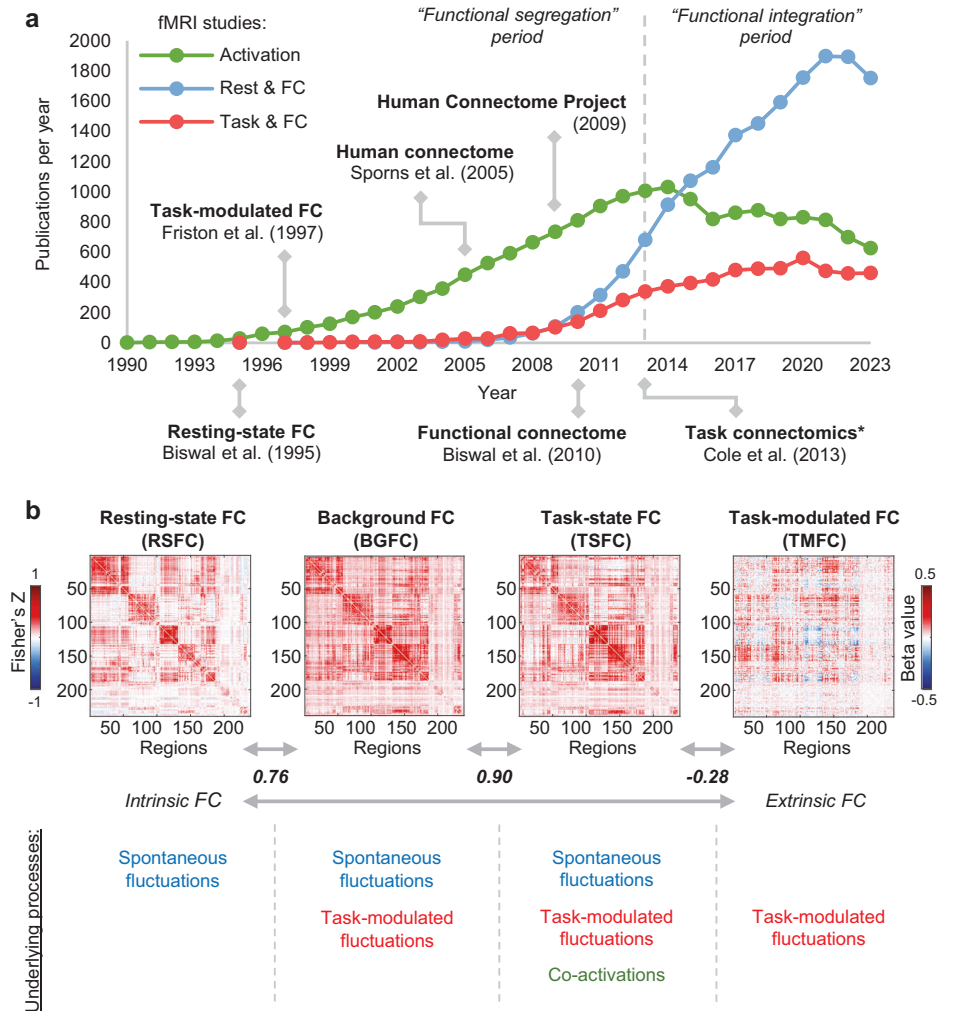 a
fMRI studies:
Activation
Rest & FC
Task & FC
“Functional segregation”
period
“Functional integration”
period
Publications per year
2000
1800
1600
1400
1200
1000
800
600
400
200
0
Human Connectome Project
(2009)
Human connectome
Sporns et al. (2005)
Task-modulated FC
Friston et al. (1997)
1990 1993 1996 1999 2002 2005 2008 2011 2014 2017 2020 2023
Year
Resting-state FC
Biswal et al. (1995)
Functional connectome
Biswal et al. (2010)
Task connectomics*
Cole et al. (2013)
b
Resting-state FC
(RSFC)
Background FC
(BGFC)
Task-state FC
(TSFC)
Task-modulated FC
(TMFC)
1
Fisher’ s Z
-1
50
100
150
200
50 100 150 200
Regions
50
100
150
200
50 100 150 200
Regions
50
100
150
200
50 100 150 200
Regions
50
100
150
200
50 100 150 200
Regions
0.5
Beta value
-0.5
0.76
0.90
-0.28
Intrinsic FC
Extrinsic FC
Underlying processes:
Spontaneous
fluctuations
Spontaneous
fluctuations
Task-modulated
fluctuations
Spontaneous
fluctuations
Task-modulated
fluctuations
Co-activations
Task-modulated
fluctuations